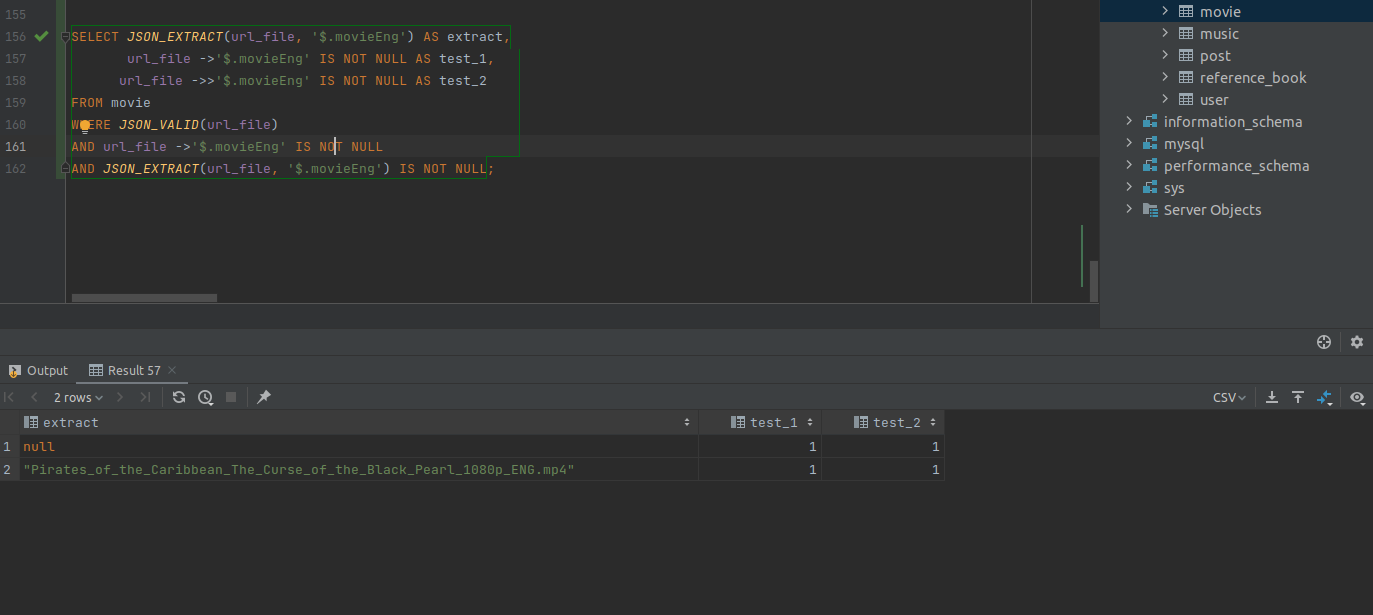 155
156 SELECT JSON_EXTRACT(url_file, '$.movieEng') AS extract,
157 url_file ->'$.movieEng' IS NOT NULL AS test_1,
158 url_file ->>'$.movieEng' IS NOT NULL AS test_2
159 FROM movie
160 WHERE JSON_VALID(url_file)
161 AND url_file ->'$.movieEng' IS NOT NULL
162 AND JSON_EXTRACT(url_file, '$.movieEng') IS NOT NULL;
movie
music
post
reference_book
user
information_schema
mysql
performance_schema
sys
Server Objects
Output Result 57
2 rows CSV
extract test_1 test_2
1 null 1 1
2 "Pirates_of_the_Caribbean_The_Curse_of_the_Black_Pearl_1080p_ENG.mp4" 1 1